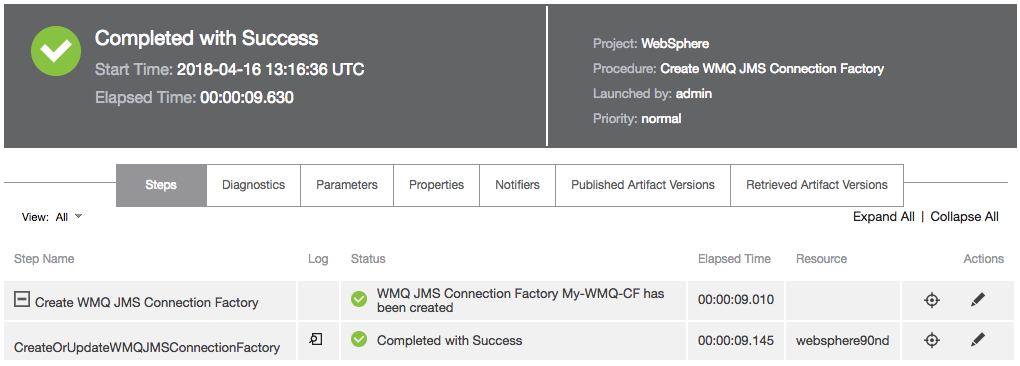 Completed with Success
Start Time: 2018-04-16 13:16:36 UTC
Elapsed Time: 00:00:09.630
Project: WebSphere
Procedure: Create WMQ JMS Connection Factory
Launched by: admin
Priority: normal
Steps Diagnostics Parameters Properties Notifiers Published Artifact Versions Retrieved Artifact Versions
View: All Expand All | Collapse All
Step Name Log Status Elapsed Time Resource Actions
Create WMQ JMS Connection Factory WMQ JMS Connection Factory My-WMQ-CF has 00:00:09.010
been created
CreateOrUpdateWMQJMSConnectionFactory Completed with Success 00:00:09.145 websphere90nd